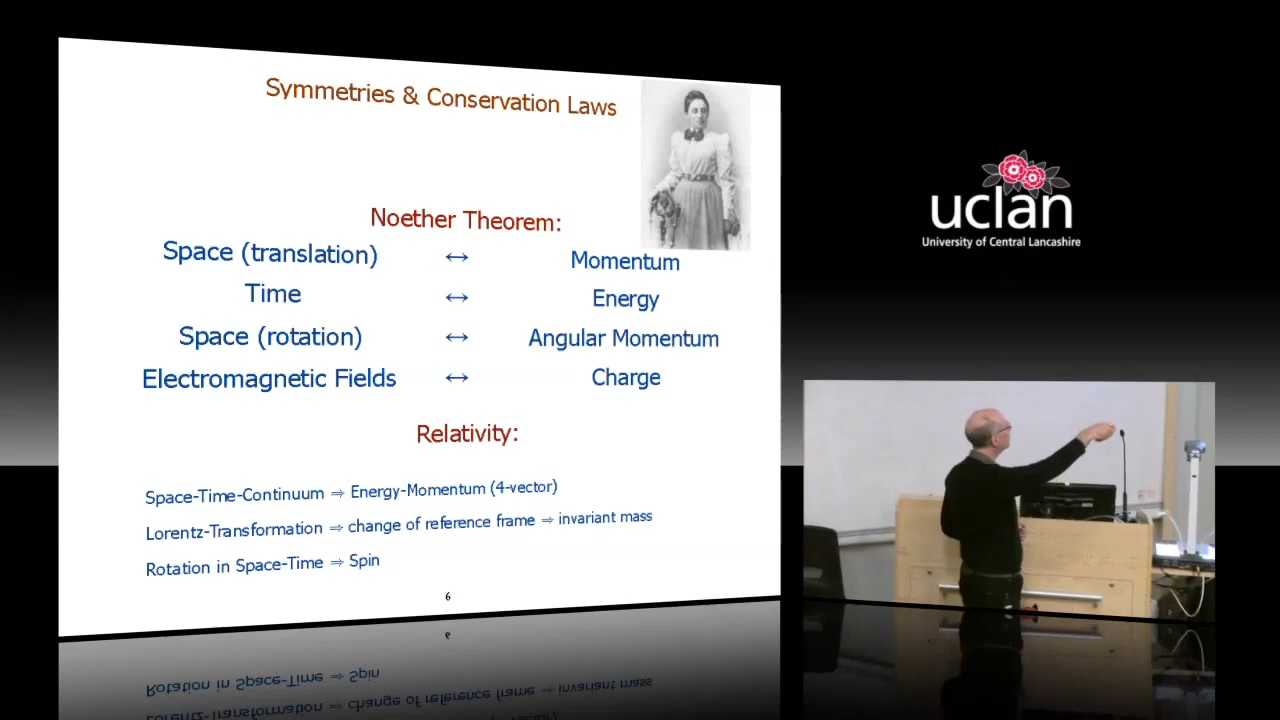 Symmetries & Conservation Laws
Noether Theorem:
Space (translation) ↔ Momentum
Time ↔ Energy
Space (rotation) ↔ Angular Momentum
Electromagnetic Fields ↔ Charge
Relativity:
Space-Time-Continuum ⇒ Energy-Momentum (4-vector)
Lorentz-Transformation ⇒ change of reference frame ⇒ invariant mass
Rotation in Space-Time ⇒ Spin
6
uclan
University of Central Lancashire